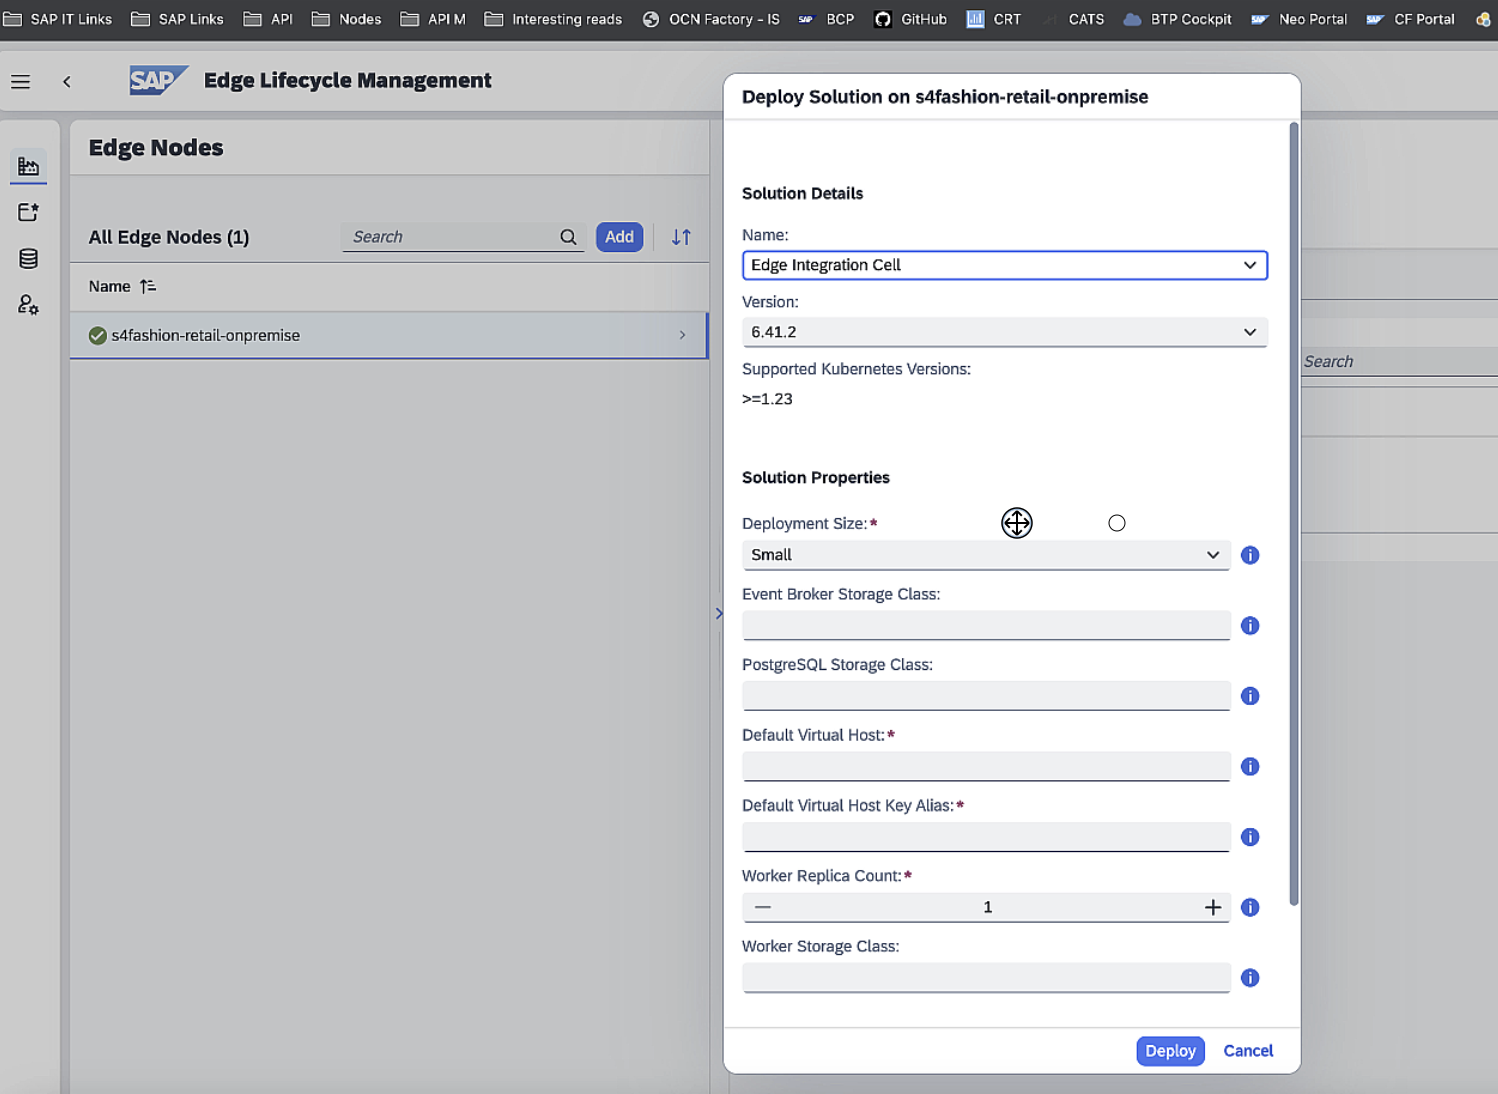 SAP IT Links SAP Links API Nodes API M Interesting reads OCN Factory - IS SAP BCP GitHub CRT CATS BTP Cockpit SAP Neo Portal SAP CF Portal
SAP Edge Lifecycle Management
Edge Nodes
All Edge Nodes (1) Search Add
Name
s4fashion-retail-onpremise
Deploy Solution on s4fashion-retail-onpremise
Solution Details
Name:
Edge Integration Cell
Version:
6.41.2
Supported Kubernetes Versions:
>=1.23
Solution Properties
Deployment Size:*
Small
Event Broker Storage Class:
PostgreSQL Storage Class:
Default Virtual Host:*
Default Virtual Host Key Alias:*
Worker Replica Count:*
1
Worker Storage Class:
Deploy Cancel
Search